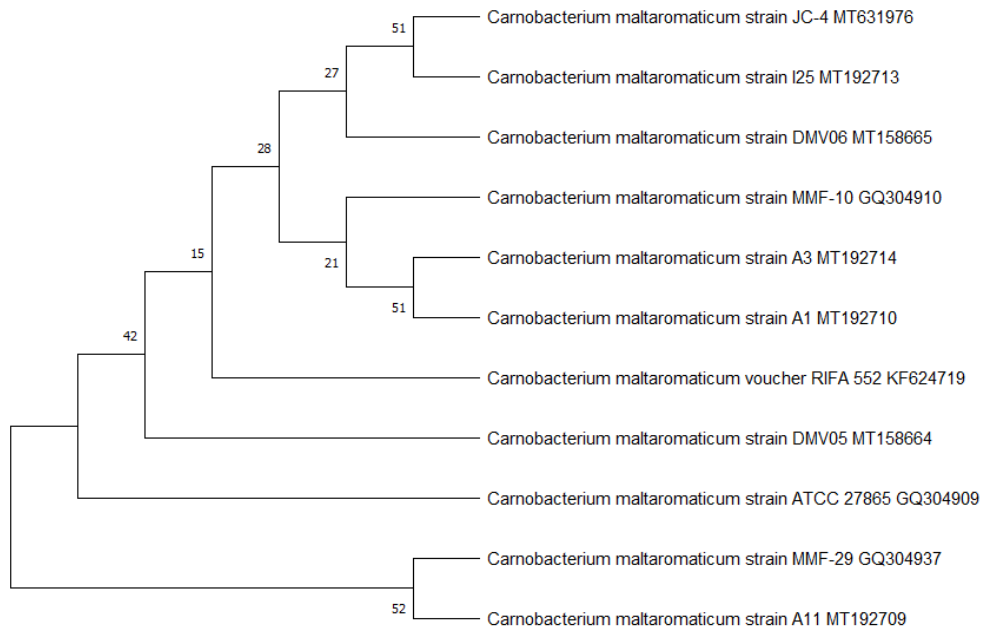 51
Carnobacterium maltaromaticum strain JC-4 MT631976
27
Carnobacterium maltaromaticum strain I25 MT192713
28
Carnobacterium maltaromaticum strain DMV06 MT158665
Carnobacterium maltaromaticum strain MMF-10 GQ304910
15
21
Carnobacterium maltaromaticum strain A3 MT192714
51
Carnobacterium maltaromaticum strain A1 MT192710
42
Carnobacterium maltaromaticum voucher RIFA 552 KF624719
Carnobacterium maltaromaticum strain DMV05 MT158664
Carnobacterium maltaromaticum strain ATCC 27865 GQ304909
Carnobacterium maltaromaticum strain MMF-29 GQ304937
52
Carnobacterium maltaromaticum strain A11 MT192709